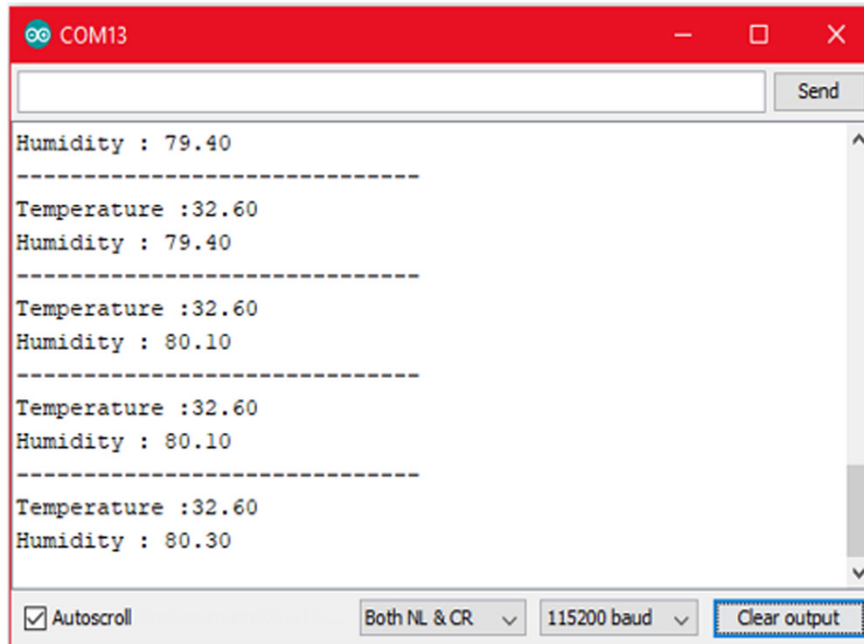 COM13
Send
Humidity : 79.40
------------------------------
Temperature :32.60
Humidity : 79.40
------------------------------
Temperature :32.60
Humidity : 80.10
------------------------------
Temperature :32.60
Humidity : 80.10
------------------------------
Temperature :32.60
Humidity : 80.30
Autoscroll Both NL & CR 115200 baud Clear output